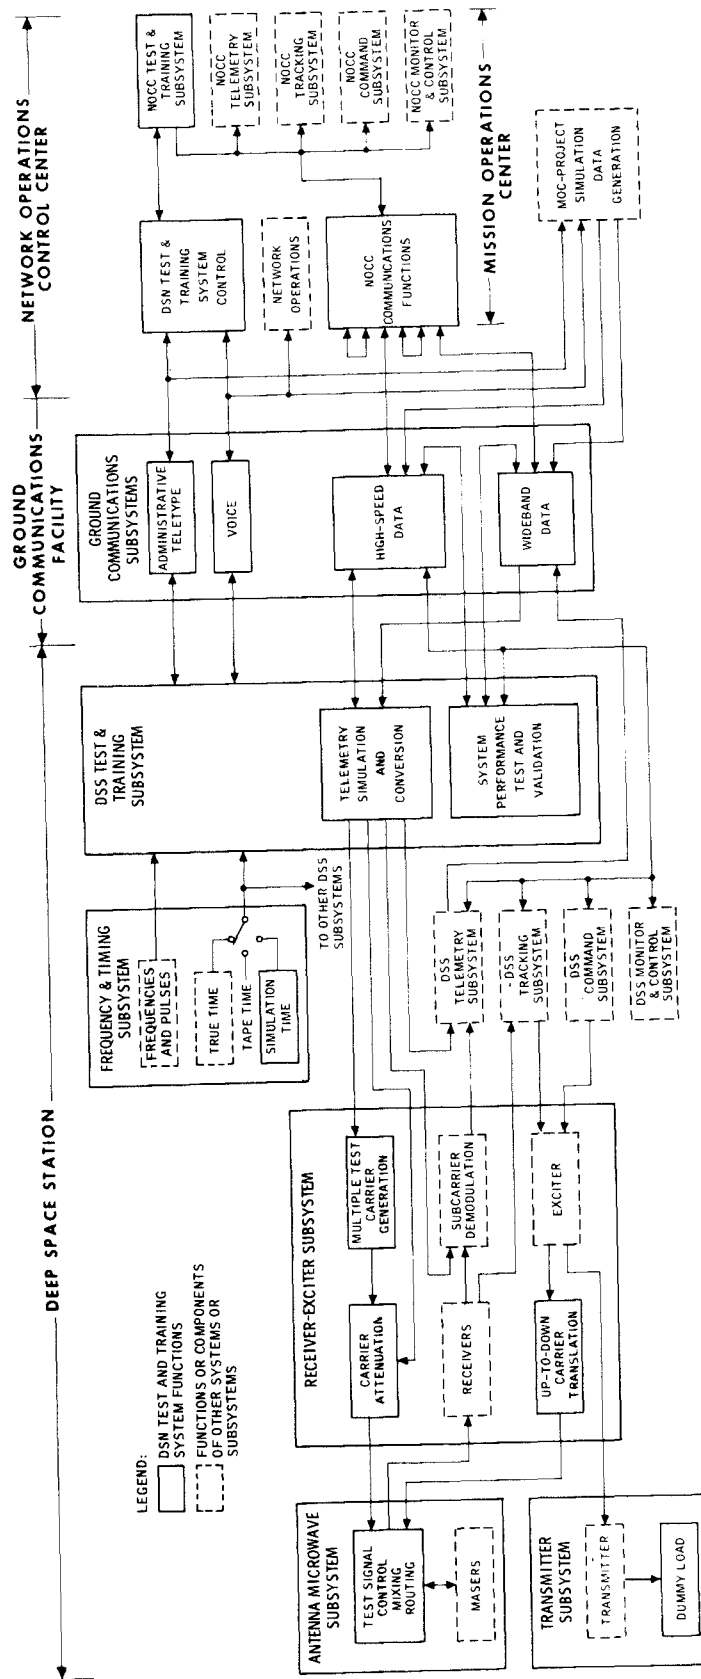 DEEP SPACE STATION
GROUND
COMMUNICATIONS
FACILITY
NETWORK OPERATIONS
CONTROL CENTER
LEGEND:
DSN TEST AND TRAINING
SYSTEM FUNCTIONS
FUNCTIONS OR COMPONENTS
OF OTHER SYSTEMS OR
SUBSYSTEMS
ANTENNA MICROWAVE
SUBSYSTEM
TEST SIGNAL
CONTROL
MIXING
ROUTING
MASERS
TRANSMITTER
SUBSYSTEM
TRANSMITTER
DUMMY LOAD
RECEIVER-EXCITER SUBSYSTEM
CARRIER
ATTENUATION
MULTIPLE TEST
CARRIER
GENERATION
RECEIVERS
SUBCARRIER
DEMODULATION
UP-TO-DOWN
CARRIER
TRANSLATION
EXCITER
FREQUENCY & TIMING
SUBSYSTEM
FREQUENCIES
AND PULSES
TRUE TIME
TAPE TIME
SIMULATION
TIME
TO OTHER DSS
SUBSYSTEMS
DSS
TELEMETRY
SUBSYSTEM
DSS
TRACKING
SUBSYSTEM
DSS
COMMAND
SUBSYSTEM
DSS MONITOR
& CONTROL
SUBSYSTEM
DSS TEST &
TRAINING
SUBSYSTEM
TELEMETRY
SIMULATION
AND
CONVERSION
SYSTEM
PERFORMANCE
TEST AND
VALIDATION
GROUND
COMMUNICATIONS
SUBSYSTEMS
ADMINISTRATIVE
TELETYPE
VOICE
HIGH-SPEED
DATA
WIDEBAND
DATA
DSN TEST &
TRAINING
SYSTEM
CONTROL
NETWORK
OPERATIONS
NOCC
COMMUNICATIONS
FUNCTIONS
NOCC TEST &
TRAINING
SUBSYSTEM
NOCC
TELEMETRY
SUBSYSTEM
NOCC
TRACKING
SUBSYSTEM
NOCC
COMMAND
SUBSYSTEM
NOCC MONITOR
& CONTROL
SUBSYSTEM
MISSION OPERATIONS
CENTER
MOC-PROJECT
SIMULATION
DATA
GENERATION